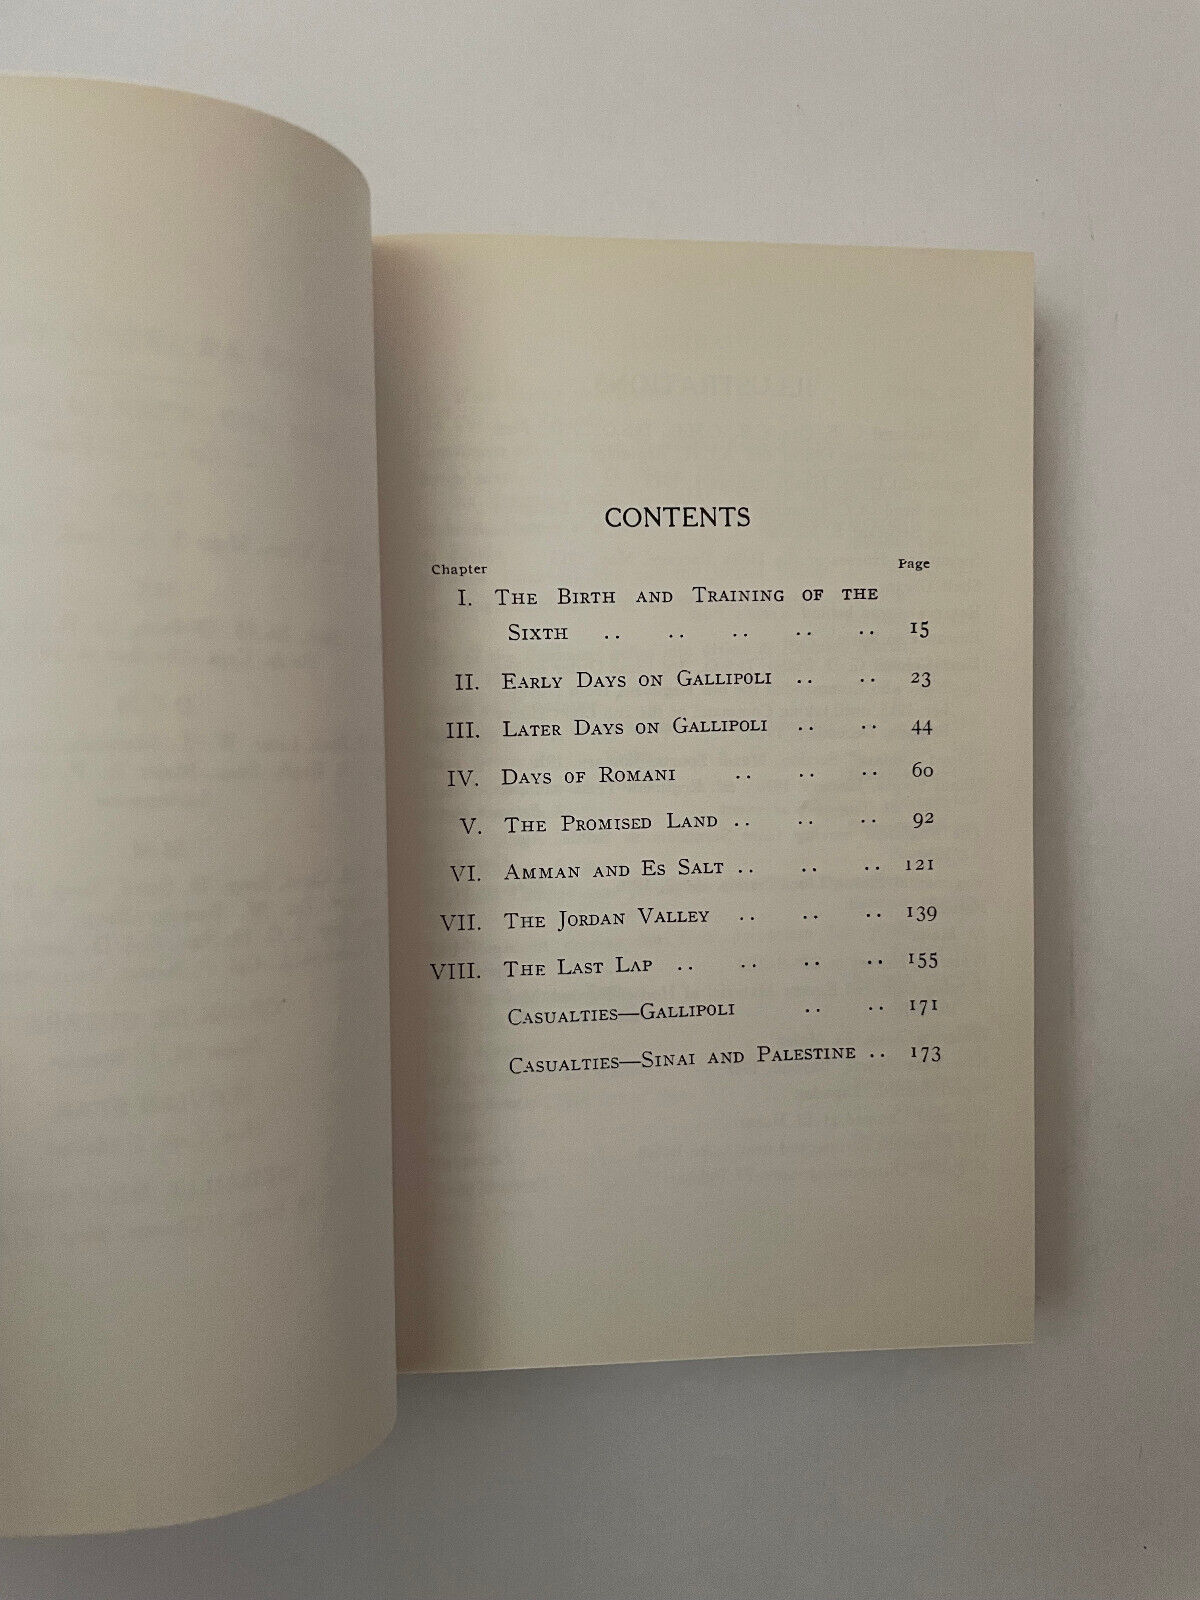 CONTENTS
Chapter Page
I. THE BIRTH AND TRAINING OF THE
SIXTH .. .. .. .. .. 15
II. EARLY DAYS ON GALLIPOLI .. .. 23
III. LATER DAYS ON GALLIPOLI .. .. 44
IV. DAYS OF ROMANI .. .. .. 60
V. THE PROMISED LAND .. .. .. 92
VI. AMMAN AND ES SALT .. .. .. 121
VII. THE JORDAN VALLEY .. .. .. 139
VIII. THE LAST LAP .. .. .. .. 155
CASUALTIES—GALLIPOLI .. .. 171
CASUALTIES—SINAI AND PALESTINE .. 173